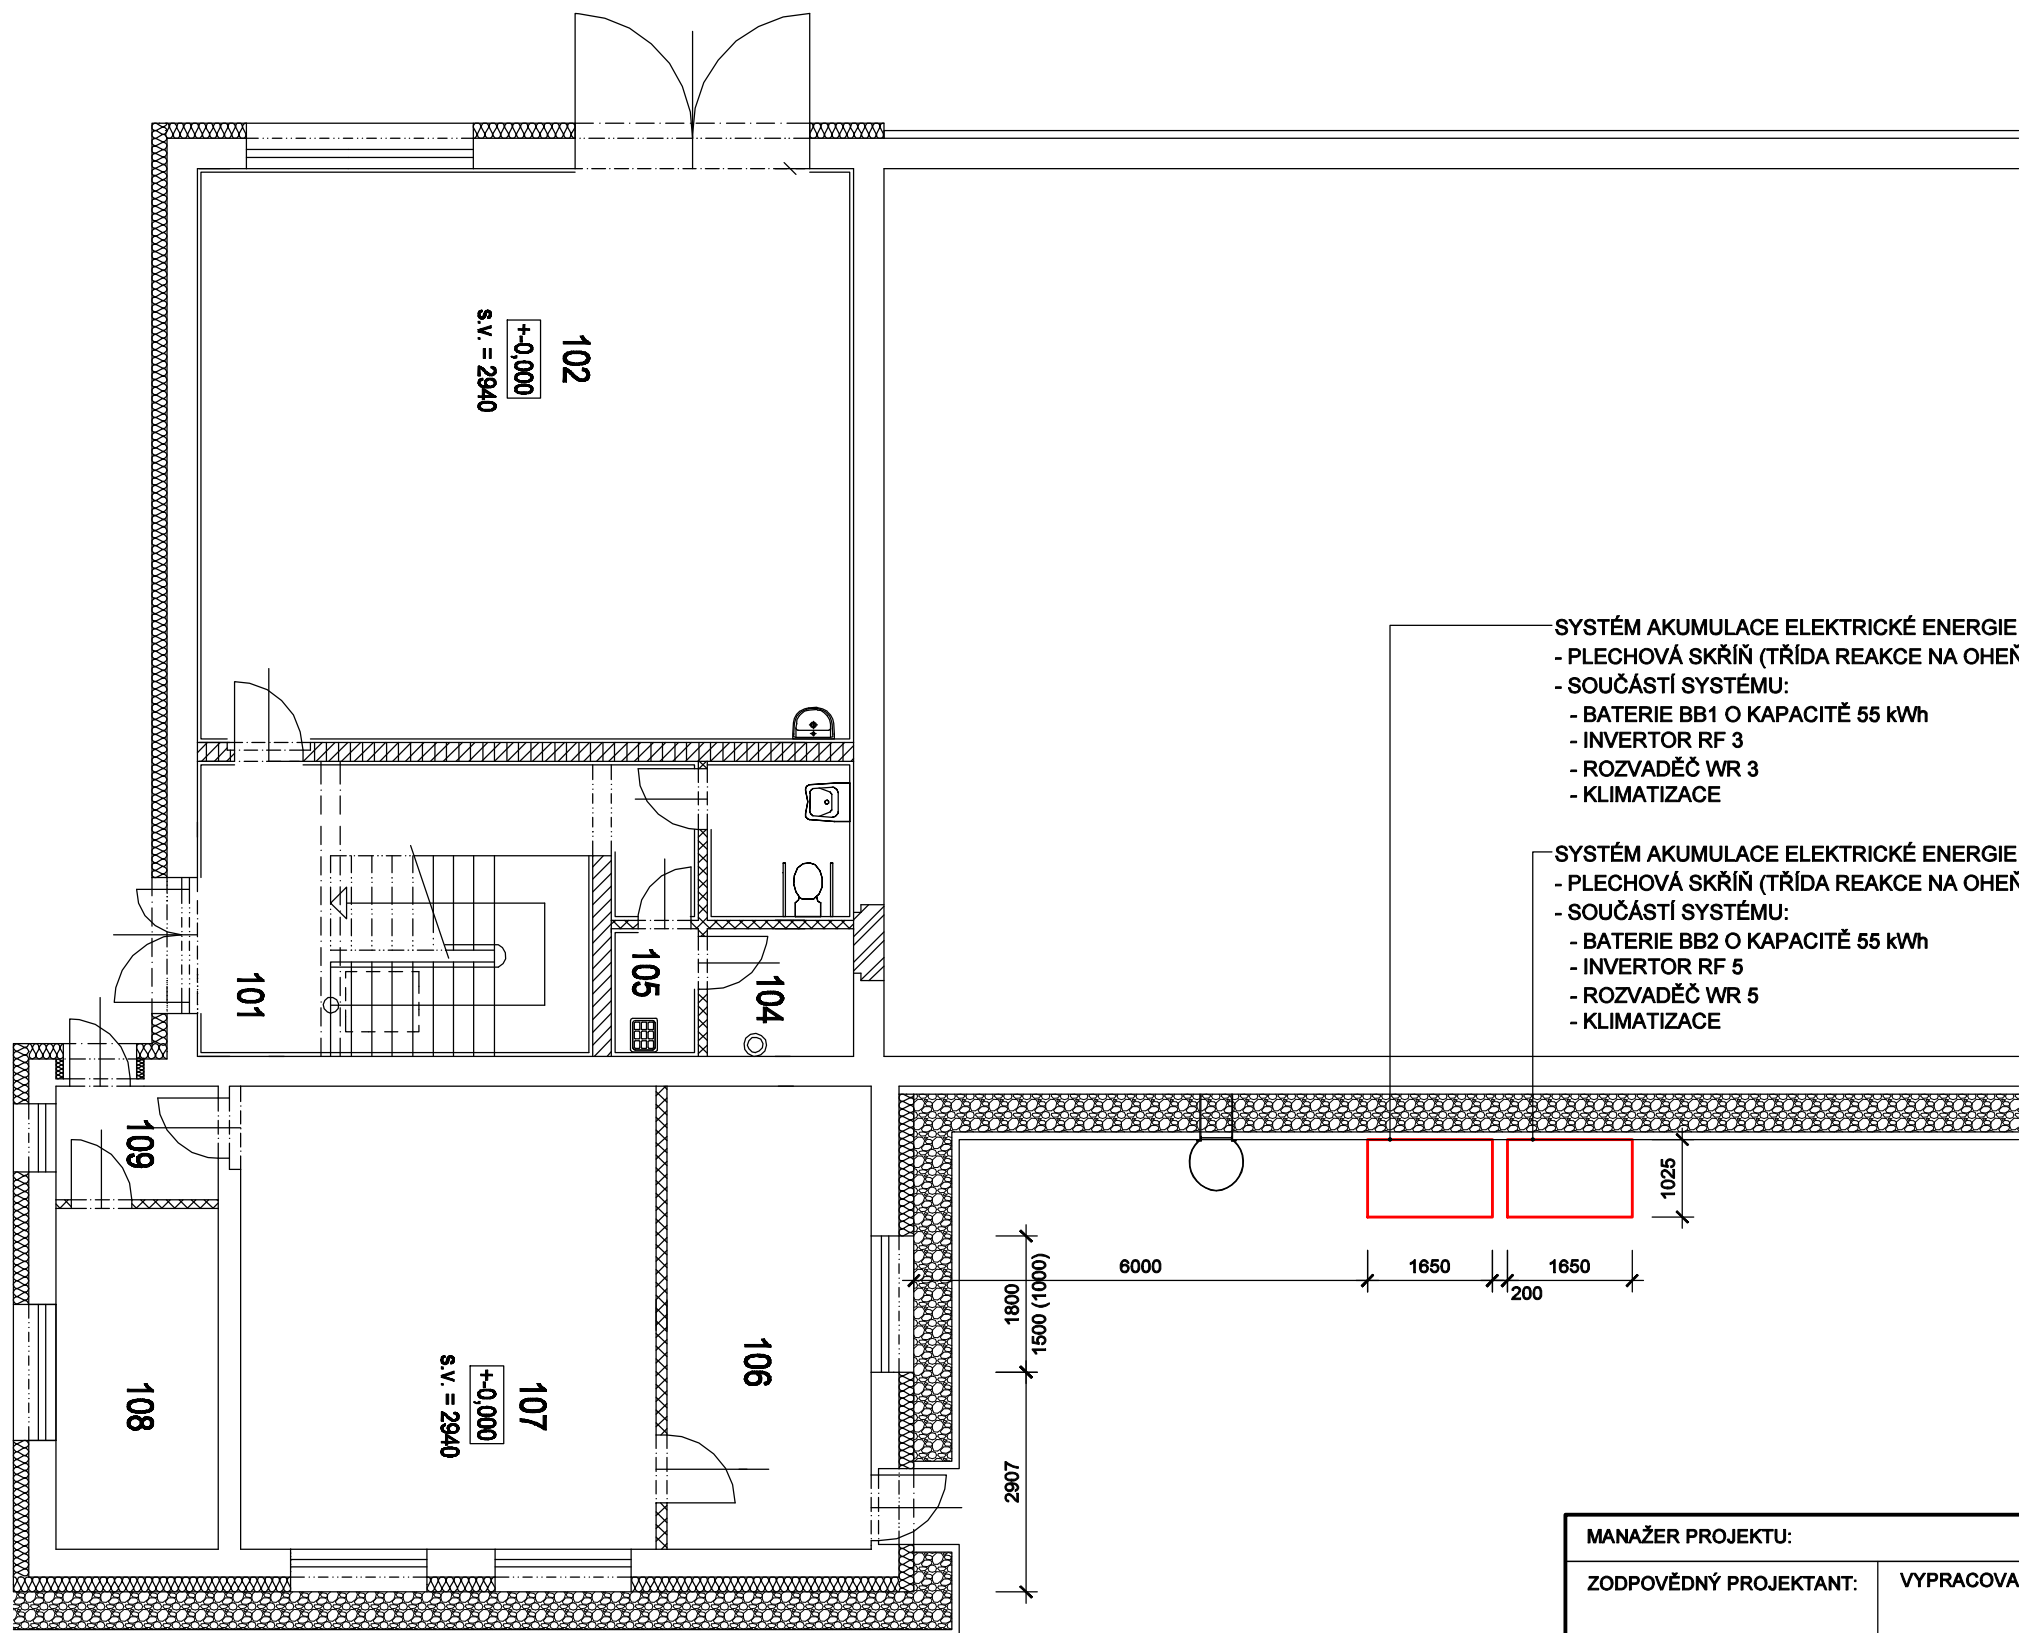 102
+-0,000
s.v. = 2940
SYSTÉM AKUMULACE ELEKTRICKÉ ENERGIE
- PLECHOVÁ SKŘÍŇ (TŘÍDA REAKCE NA OHEŇ
- SOUČÁSTÍ SYSTÉMU:
- BATERIE BB1 O KAPACITĚ 55 kWh
- INVERTOR RF 3
- ROZVADĚČ WR 3
- KLIMATIZACE
SYSTÉM AKUMULACE ELEKTRICKÉ ENERGIE
- PLECHOVÁ SKŘÍŇ (TŘÍDA REAKCE NA OHEŇ
- SOUČÁSTÍ SYSTÉMU:
- BATERIE BB2 O KAPACITĚ 55 kWh
- INVERTOR RF 5
- ROZVADĚČ WR 5
- KLIMATIZACE
101
105
104
109
1025
6000
1650
1650
200
1800
1500 (1000)
106
107
+-0,000
s.v. = 2940
108
2907
MANAŽER PROJEKTU:
ZODPOVĚDNÝ PROJEKTANT:
VYPRACOVA